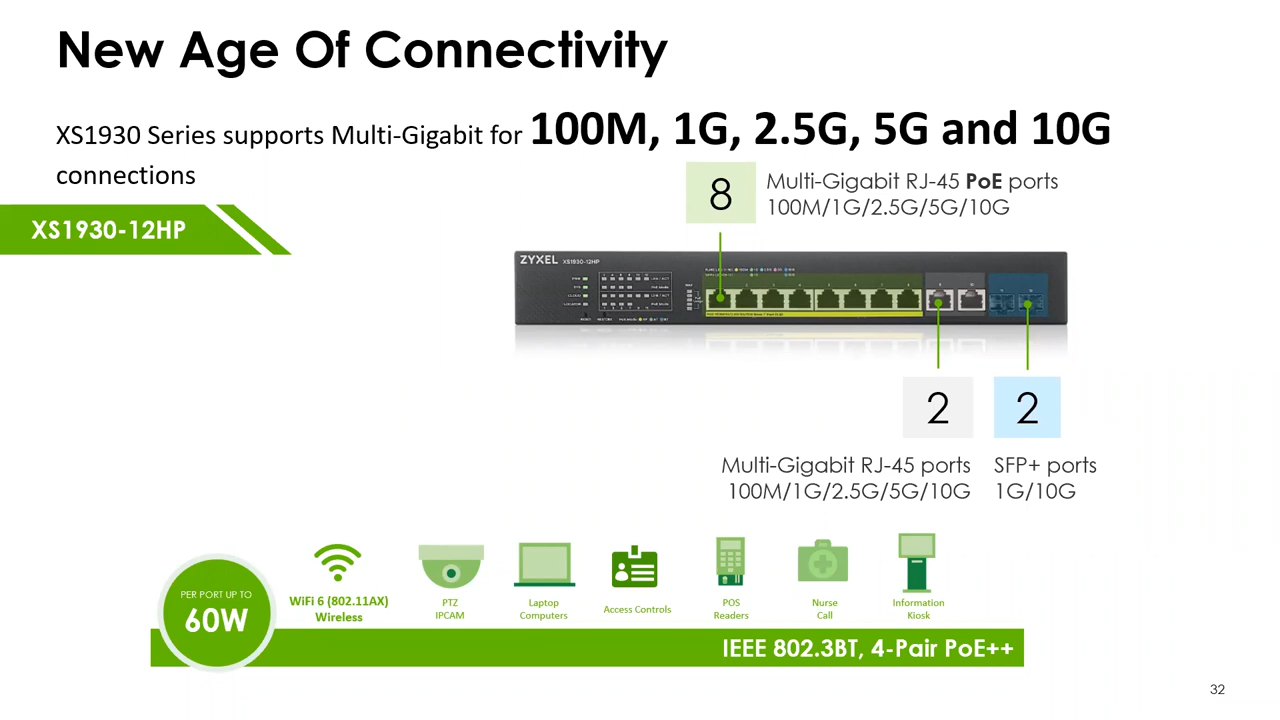 New Age Of Connectivity
XS1930 Series supports Multi-Gigabit for 100M, 1G, 2.5G, 5G and 10G
connections
XS1930-12HP
8
Multi-Gigabit RJ-45 PoE ports
100M/1G/2.5G/5G/10G
ZYXEL XS1930-12HP
PWR
SYS
CLOUD
LOCATOR
2
2
Multi-Gigabit RJ-45 ports
100M/1G/2.5G/5G/10G
SFP+ ports
1G/10G
PER PORT UP TO
60W
WiFi 6 (802.11AX)
Wireless
PTZ
IPCAM
Laptop
Computers
Access Controls
POS
Readers
Nurse
Call
Information
Kiosk
IEEE 802.3BT, 4-Pair PoE++
32